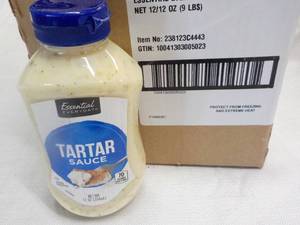 NET 12/12 OZ (9 LBS)
Item No: 238123C4443
GTIN: 10041303005023
PROTECT FROM FREEZING
AND EXTREME HEAT
Essential
EVERYDAY
TARTAR
SAUCE
70